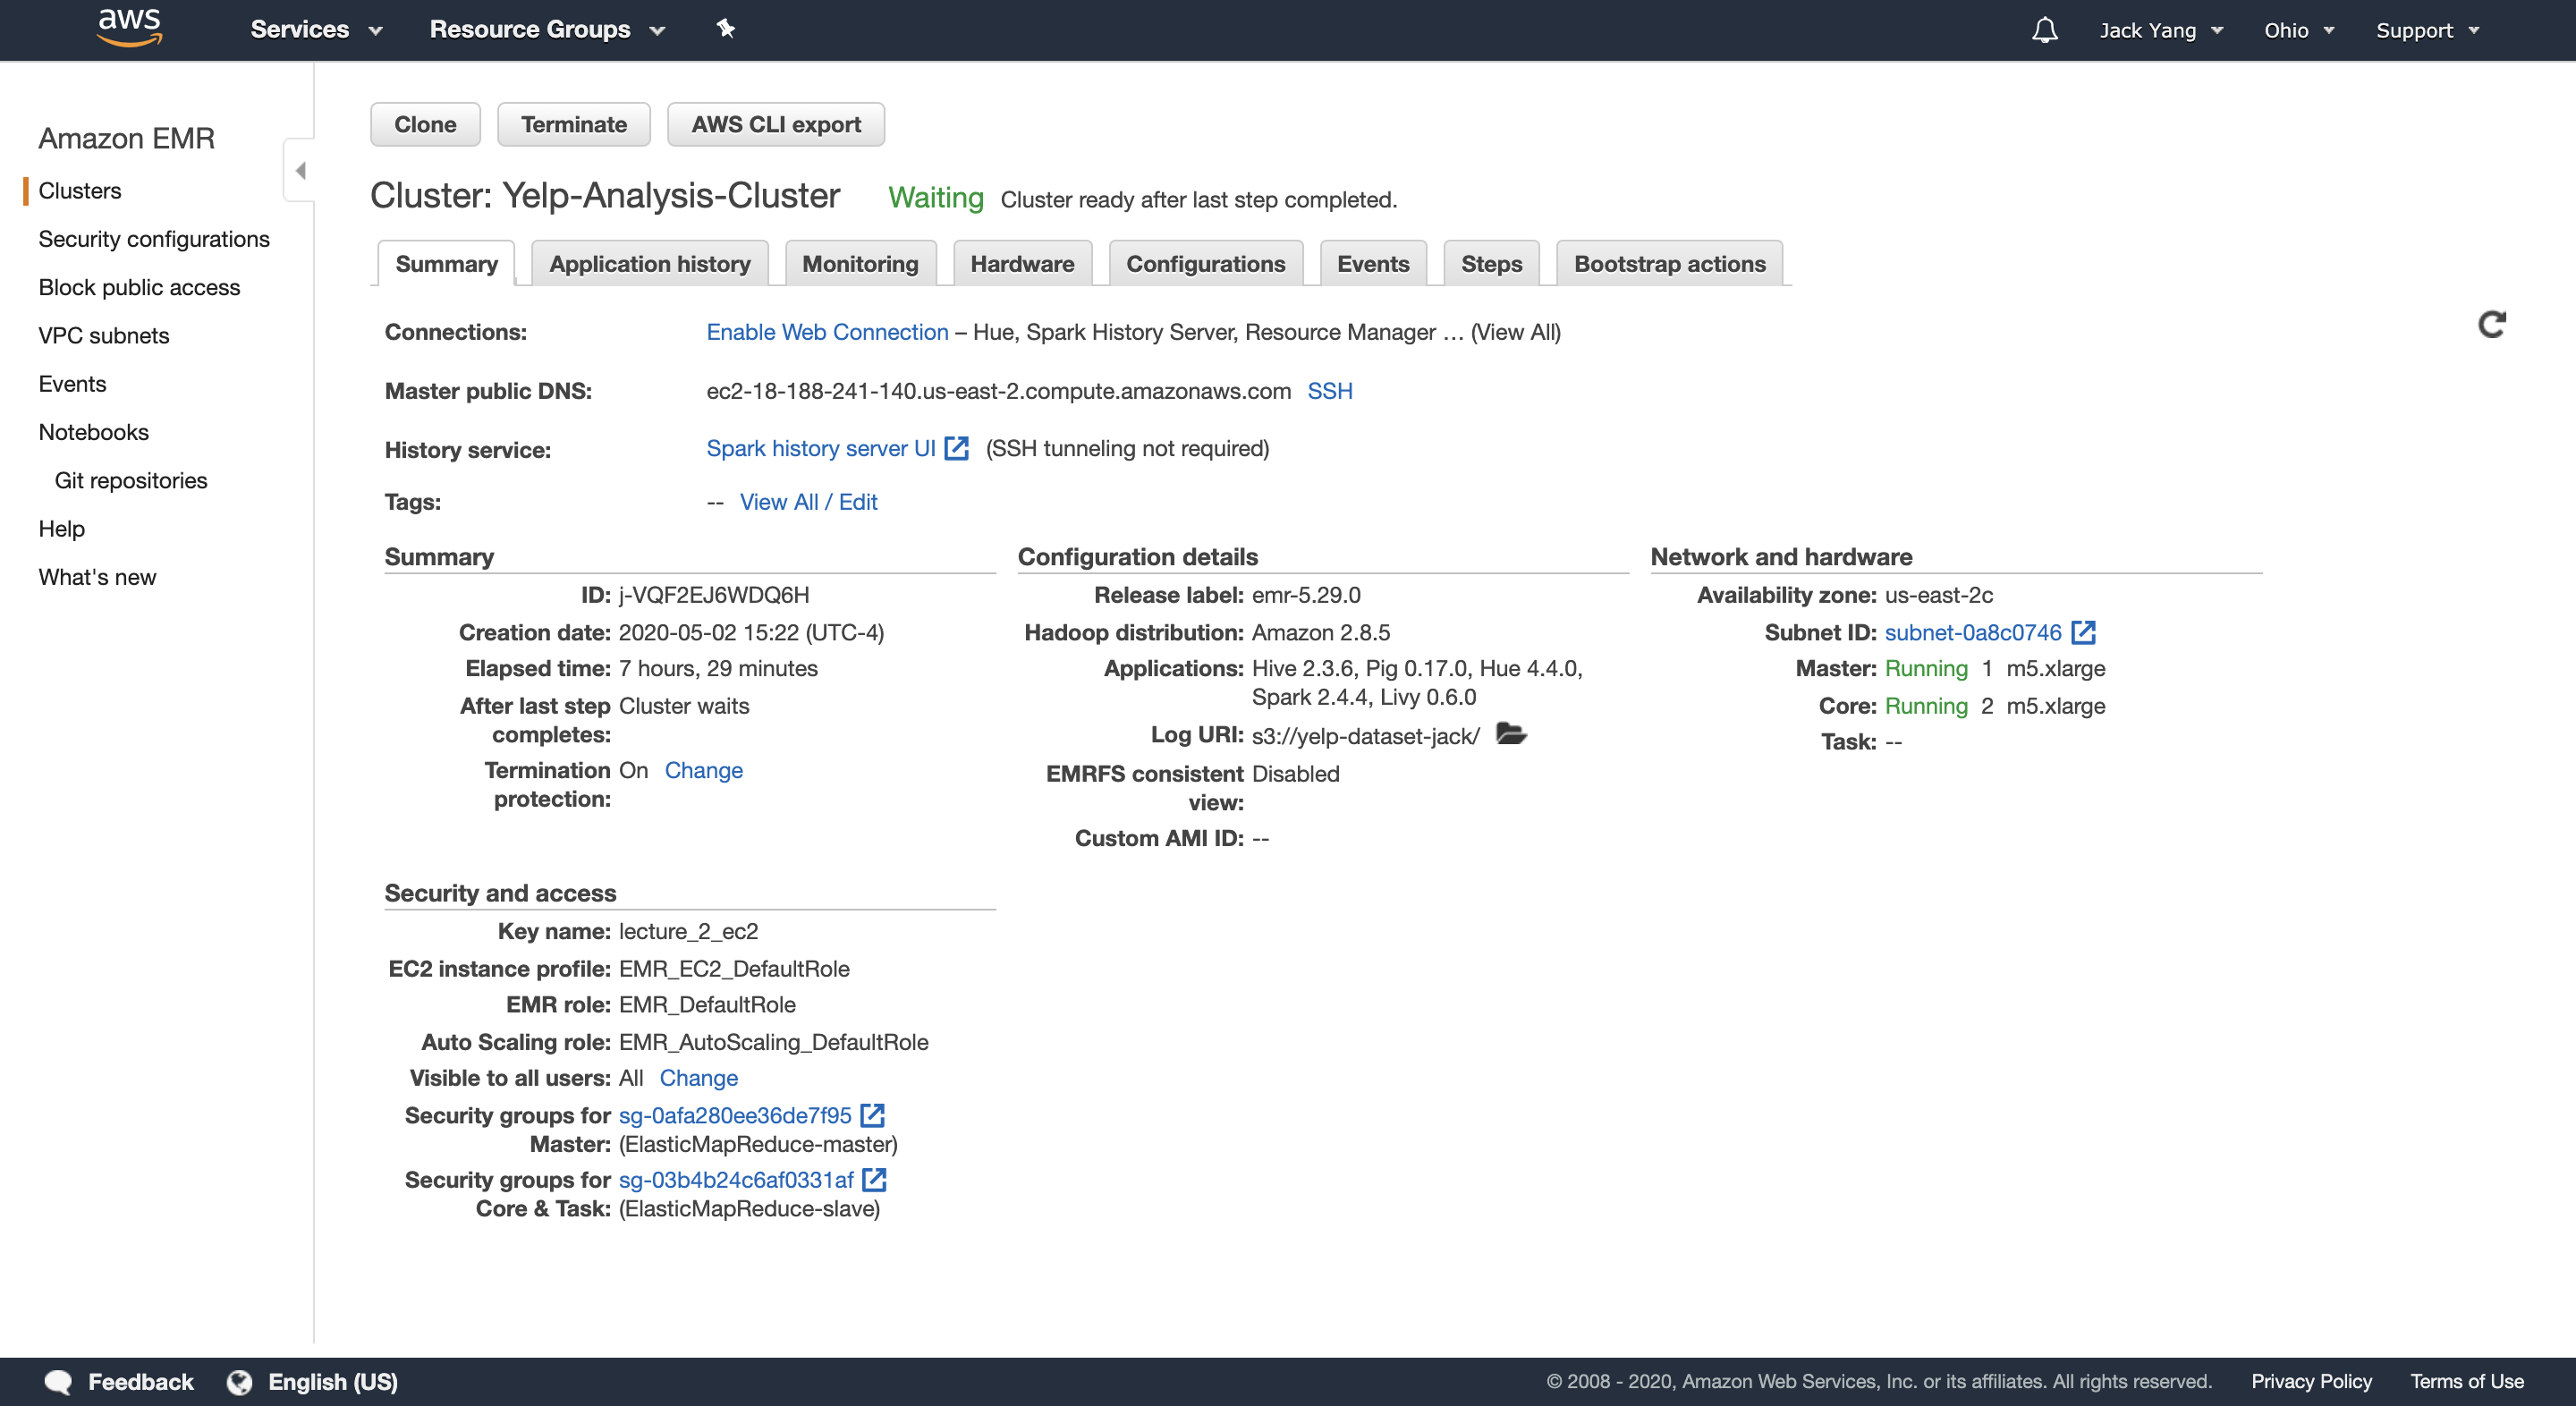 aws Services Resource Groups Jack Yang Ohio Support
Amazon EMR
Clusters
Security configurations
Block public access
VPC subnets
Events
Notebooks
Git repositories
Help
What's new
Clone Terminate AWS CLI export
Cluster: Yelp-Analysis-Cluster Waiting Cluster ready after last step completed.
Summary Application history Monitoring Hardware Configurations Events Steps Bootstrap actions
Connections: Enable Web Connection – Hue, Spark History Server, Resource Manager … (View All)
Master public DNS: ec2-18-188-241-140.us-east-2.compute.amazonaws.com SSH
History service: Spark history server UI (SSH tunneling not required)
Tags: -- View All / Edit
Summary
ID: j-VQF2EJ6WDQ6H
Creation date: 2020-05-02 15:22 (UTC-4)
Elapsed time: 7 hours, 29 minutes
After last step Cluster waits
completes:
Termination On Change
protection:
Configuration details
Release label: emr-5.29.0
Hadoop distribution: Amazon 2.8.5
Applications: Hive 2.3.6, Pig 0.17.0, Hue 4.4.0,
Spark 2.4.4, Livy 0.6.0
Log URI: s3://yelp-dataset-jack/
EMRFS consistent Disabled
view:
Custom AMI ID: --
Network and hardware
Availability zone: us-east-2c
Subnet ID: subnet-0a8c0746
Master: Running 1 m5.xlarge
Core: Running 2 m5.xlarge
Task: --
Security and access
Key name: lecture_2_ec2
EC2 instance profile: EMR_EC2_DefaultRole
EMR role: EMR_DefaultRole
Auto Scaling role: EMR_AutoScaling_DefaultRole
Visible to all users: All Change
Security groups for sg-0afa280ee36de7f95
Master: (ElasticMapReduce-master)
Security groups for sg-03b4b24c6af0331af
Core & Task: (ElasticMapReduce-slave)
Feedback English (US) © 2008 - 2020, Amazon Web Services, Inc. or its affiliates. All rights reserved. Privacy Policy Terms of Use